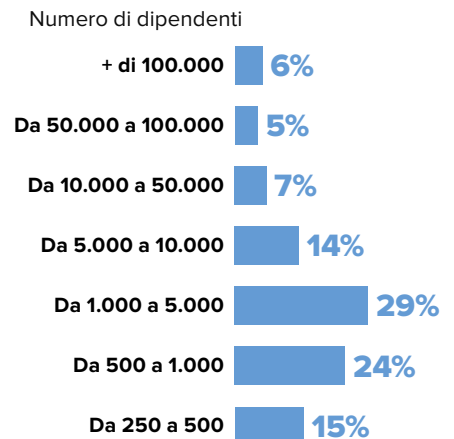 Numero di dipendenti
+ di 100.000 6%
Da 50.000 a 100.000 5%
Da 10.000 a 50.000 7%
Da 5.000 a 10.000 14%
Da 1.000 a 5.000 29%
Da 500 a 1.000 24%
Da 250 a 500 15%